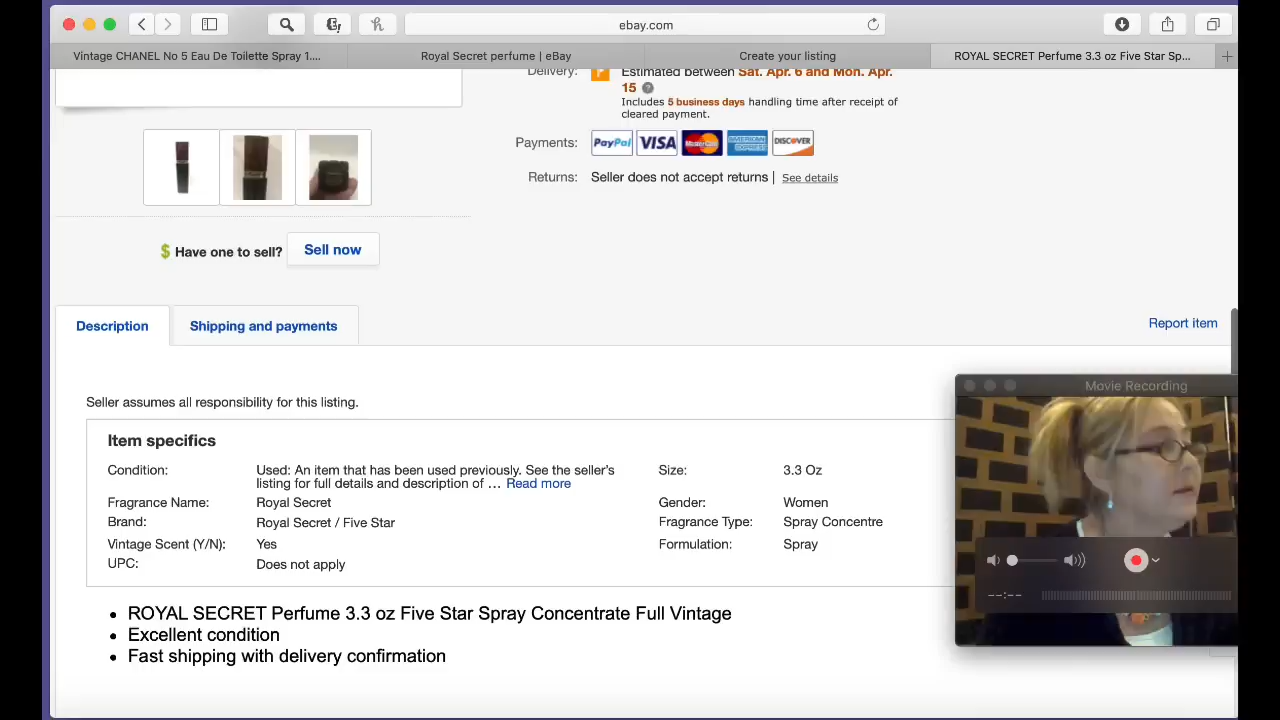 ebay.com
Vintage CHANEL No 5 Eau De Toilette Spray 1....
Royal Secret perfume | eBay
Create your listing
ROYAL SECRET Perfume 3.3 oz Five Star Sp...
Delivery:
Estimated between Sat. Apr. 6 and Mon. Apr.
15
Includes 5 business days handling time after receipt of
cleared payment.
Payments:
PayPal VISA MasterCard AMERICAN EXPRESS DISCOVER
Returns:
Seller does not accept returns | See details
Have one to sell? Sell now
Description
Shipping and payments
Report item
Seller assumes all responsibility for this listing.
Item specifics
Condition:
Used: An item that has been used previously. See the seller's
listing for full details and description of ... Read more
Size:
3.3 Oz
Fragrance Name:
Royal Secret
Gender:
Women
Brand:
Royal Secret / Five Star
Fragrance Type:
Spray Concentre
Vintage Scent (Y/N):
Yes
Formulation:
Spray
UPC:
Does not apply
• ROYAL SECRET Perfume 3.3 oz Five Star Spray Concentrate Full Vintage
• Excellent condition
• Fast shipping with delivery confirmation
Movie Recording
--:--